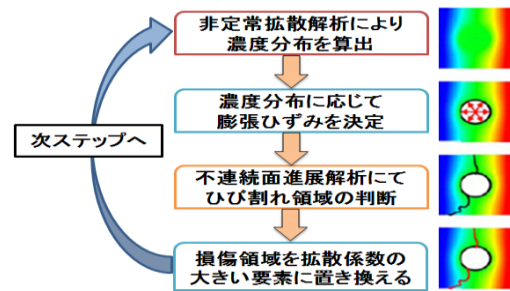 非定常拡散解析により
濃度分布を算出
濃度分布に応じて
膨張ひずみを決定
次ステップへ
不連続面進展解析にて
ひび割れ領域の判断
損傷領域を拡散係数の
大きい要素に置き換える